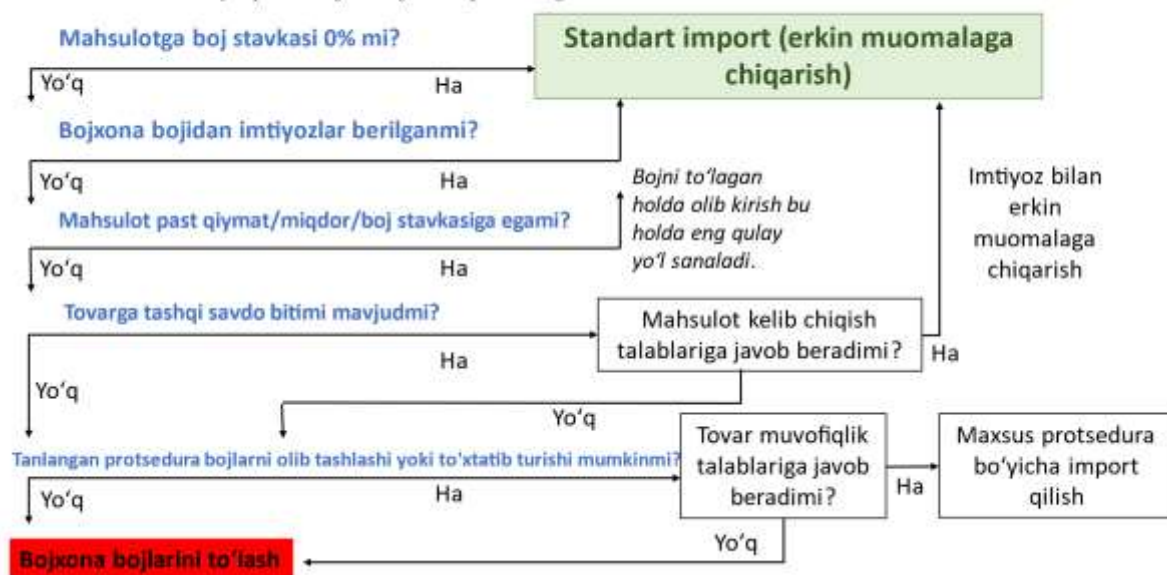 Mahsulotga boj stavkasi 0% mi?
Standart import (erkin muomalaga
chiqarish)
Yo‘q
Ha
Bojxona bojidan imtiyozlar berilganmi?
Yo‘q
Ha
Bojni to‘lagan
holda olib kirish bu
holda eng qulay
yo‘l sanaladi.
Imtiyoz bilan
erkin
muomalaga
chiqarish
Mahsulot past qiymat/miqdor/boj stavkasiga egami?
Yo‘q
Ha
Tovarga tashqi savdo bitimi mavjudmi?
Mahsulot kelib chiqish
talablariga javob beradimi?
Ha
Ha
Yo‘q
Yo‘q
Tanlangan protsedura bojlarni olib tashlashi yoki to'xtatib turishi mumkinmi?
Tovar muvofiqlik
talablariga javob
beradimi?
Ha
Maxsus protsedura
bo‘yicha import
qilish
Yo‘q
Ha
Yo‘q
Bojxona bojlarini to‘lash